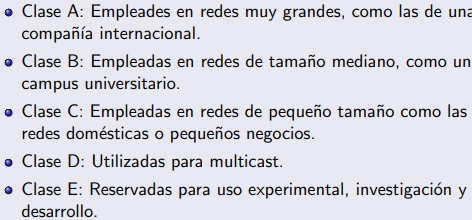 Clase A: Empleades en redes muy grandes, como las de una
compañía internacional.
Clase B: Empleadas en redes de tamaño mediano, como un
campus universitario.
Clase C: Empleadas en redes de pequeño tamaño como las
redes domésticas o pequeños negocios.
Clase D: Utilizadas para multicast.
Clase E: Reservadas para uso experimental, investigación y
desarrollo.